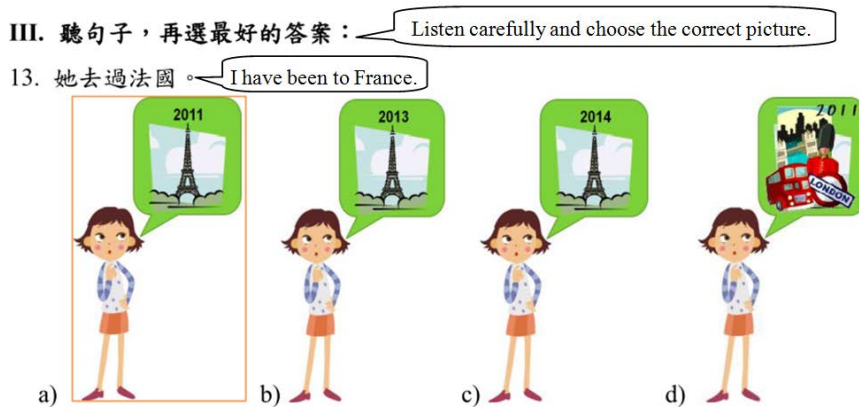 III. 聽句子，再選最好的答案：
Listen carefully and choose the correct picture.
13. 她去過法國。
I have been to France.
2011
2013
2014
2011
LONDON
a)
b)
c)
d)